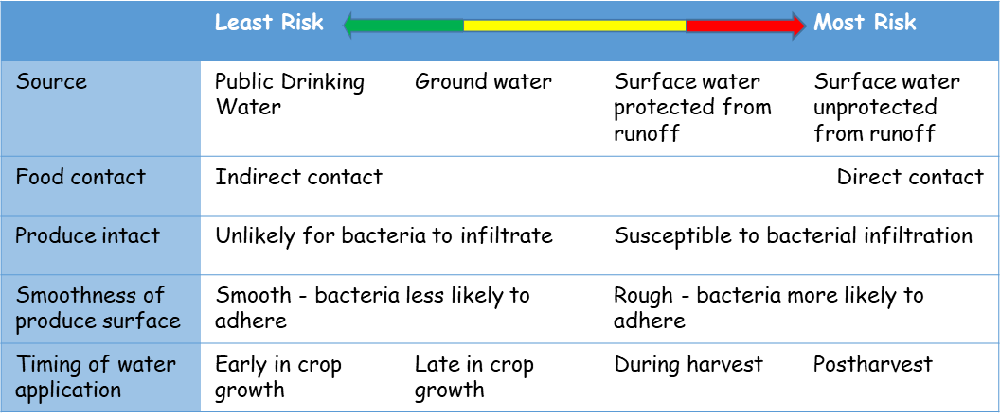 Least Risk Most Risk
Source Public Drinking Ground water Surface water Surface water
Water protected from unprotected
runoff from runoff
Food contact Indirect contact Direct contact
Produce intact Unlikely for bacteria to infiltrate Susceptible to bacterial infiltration
Smoothness of Smooth - bacteria less likely to Rough - bacteria more likely to
produce surface adhere adhere
Timing of water Early in crop Late in crop During harvest Postharvest
application growth growth